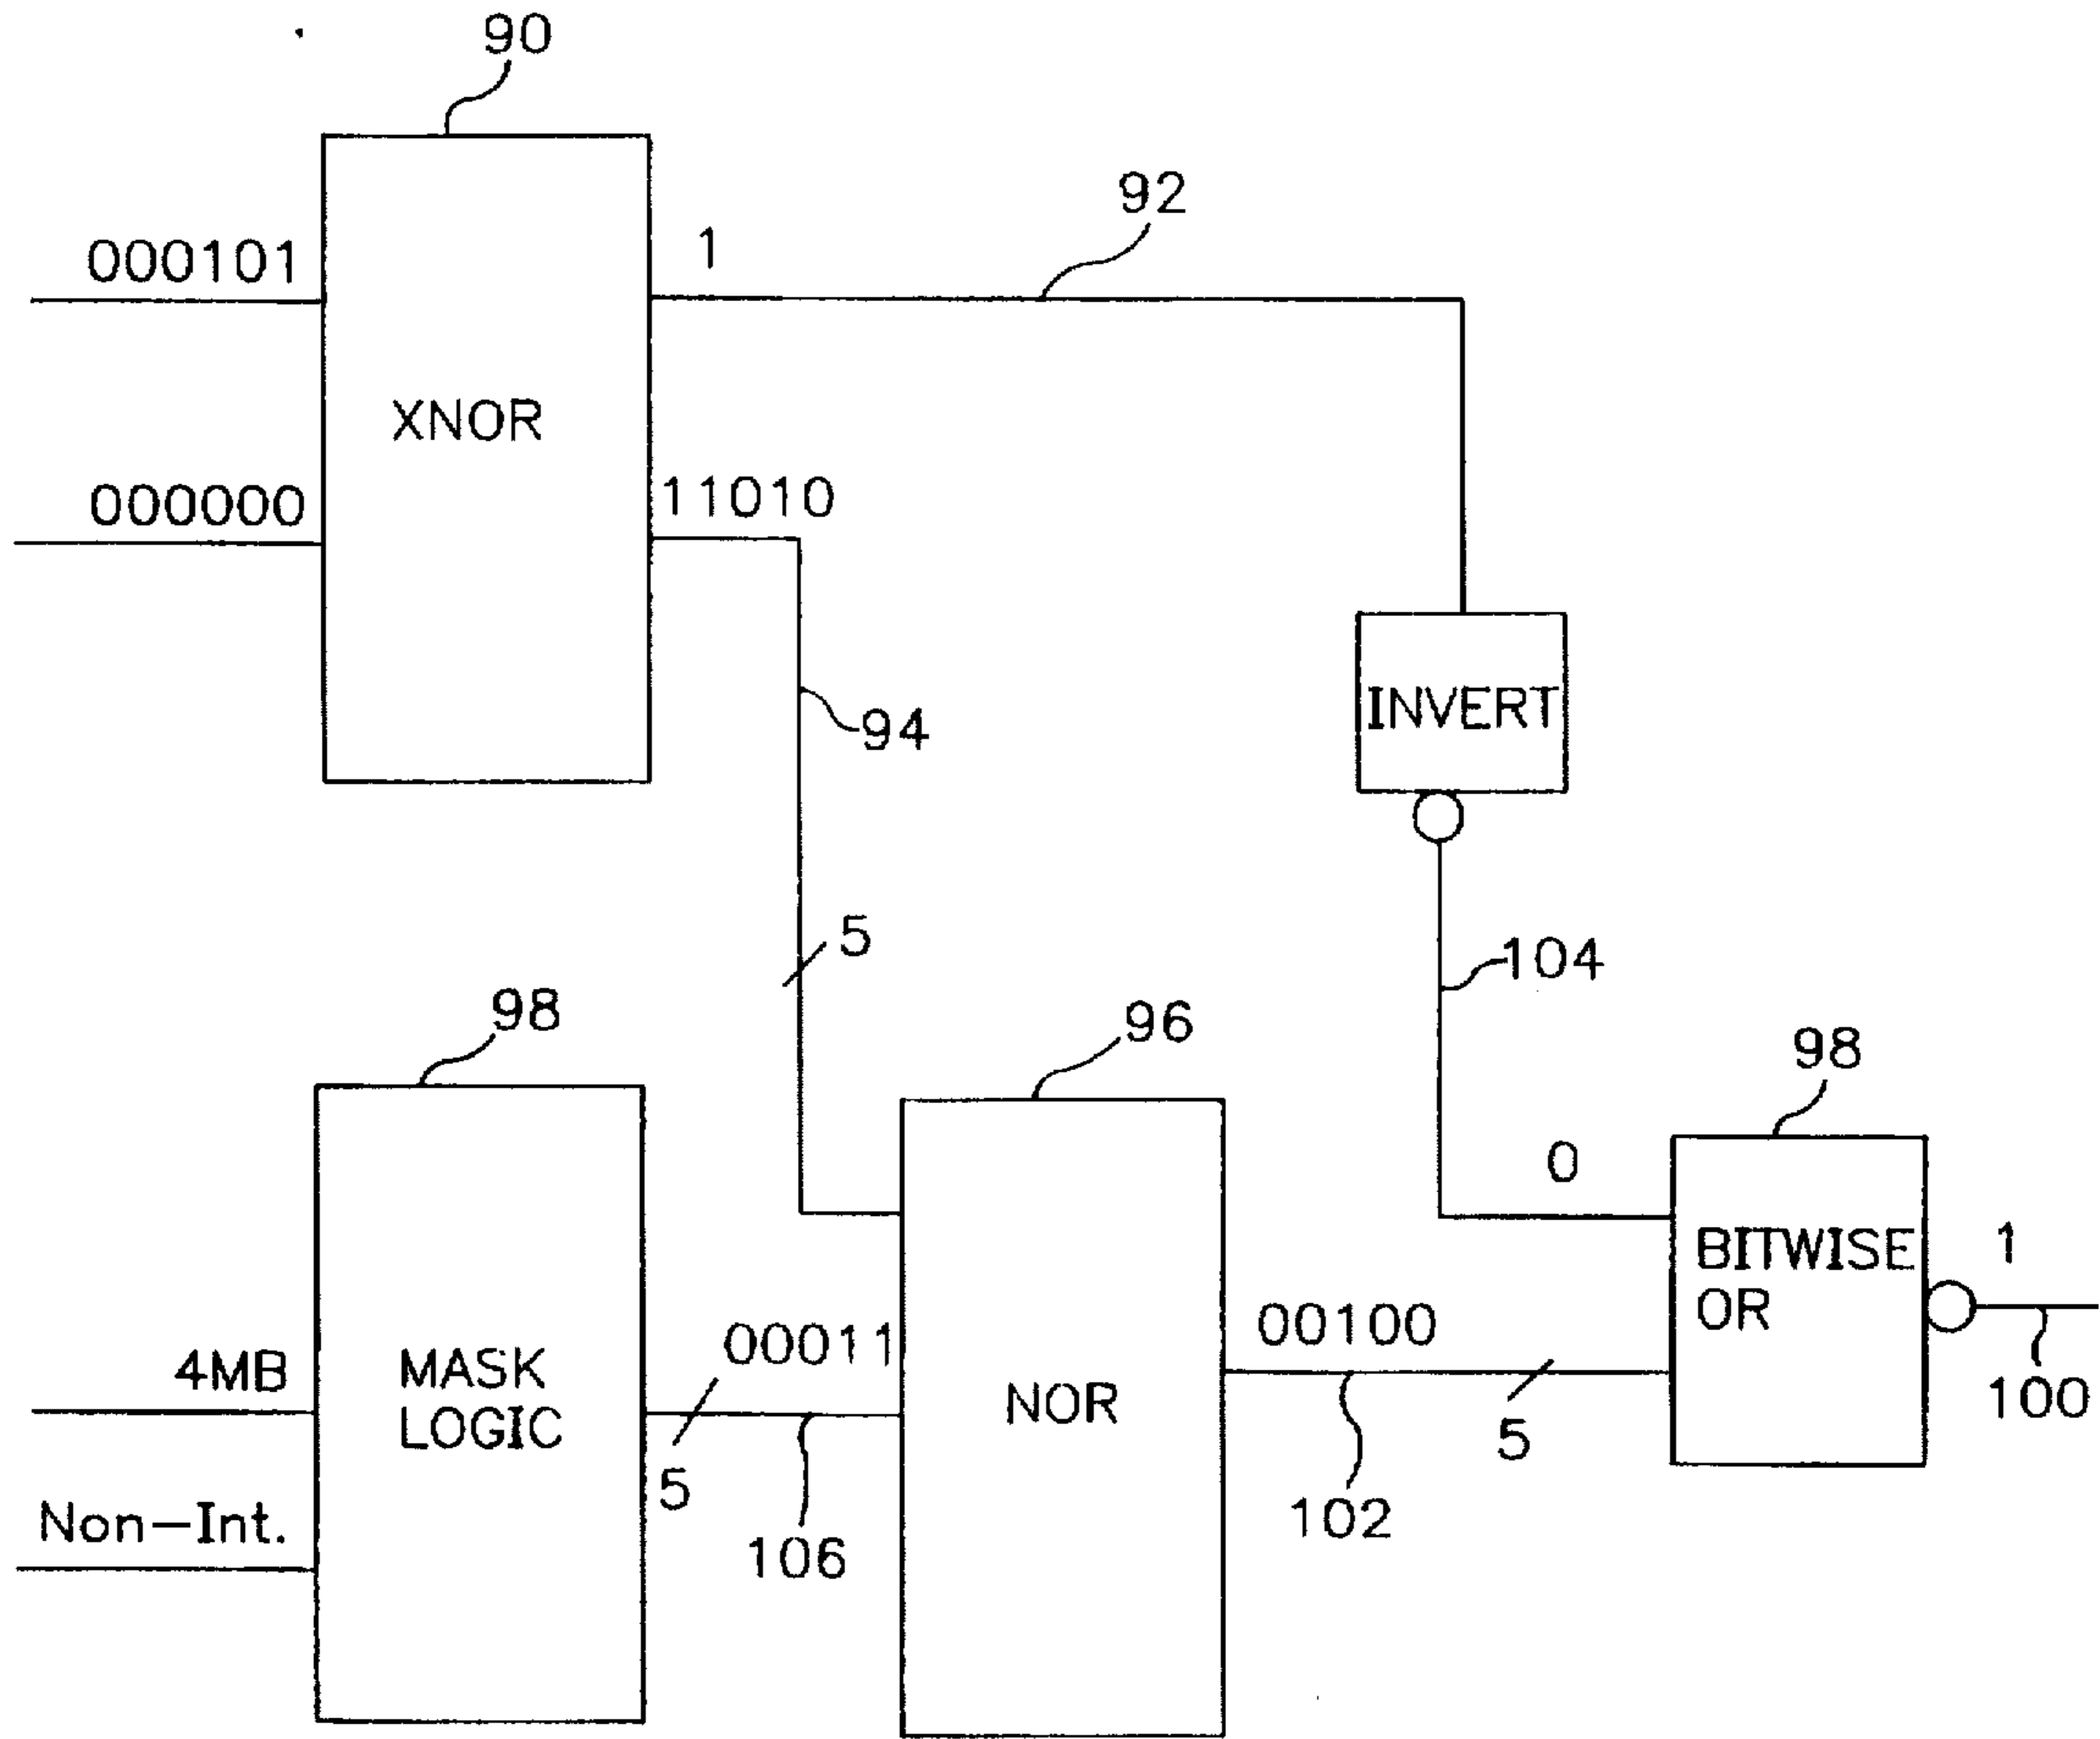 90
92
000101
1
XNOR
000000
11010
INVERT
94
5
104
98
96
98
0
1
BITWISE
OR
00011
00100
4MB
MASK
LOGIC
NOR
100
5
5
Non-Int.
106
102